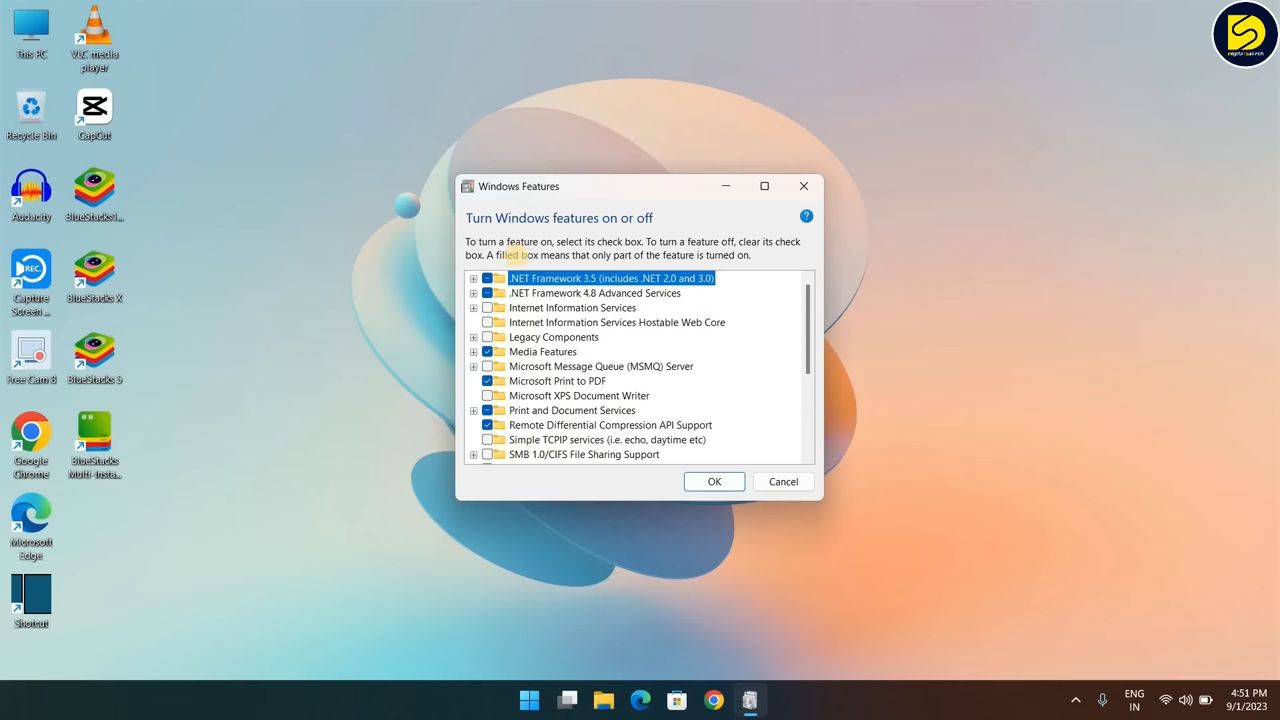 This PC
VLC media
player
Recycle Bin
CapCut
Audacity
BlueStacks I...
Capture
Screen ...
BlueStacks X
Free Cam 8
BlueStacks 5
Google
Chrome
BlueStacks
Multi-Insta...
Microsoft
Edge
Shotcut
Windows Features
Turn Windows features on or off
?
To turn a feature on, select its check box. To turn a feature off, clear its check
box. A filled box means that only part of the feature is turned on.
.NET Framework 3.5 (includes .NET 2.0 and 3.0)
.NET Framework 4.8 Advanced Services
Internet Information Services
Internet Information Services Hostable Web Core
Legacy Components
Media Features
Microsoft Message Queue (MSMQ) Server
Microsoft Print to PDF
Microsoft XPS Document Writer
Print and Document Services
Remote Differential Compression API Support
Simple TCPIP services (i.e. echo, daytime etc)
SMB 1.0/CIFS File Sharing Support
OK
Cancel
REC
ENG
IN
4:51 PM
9/1/2023